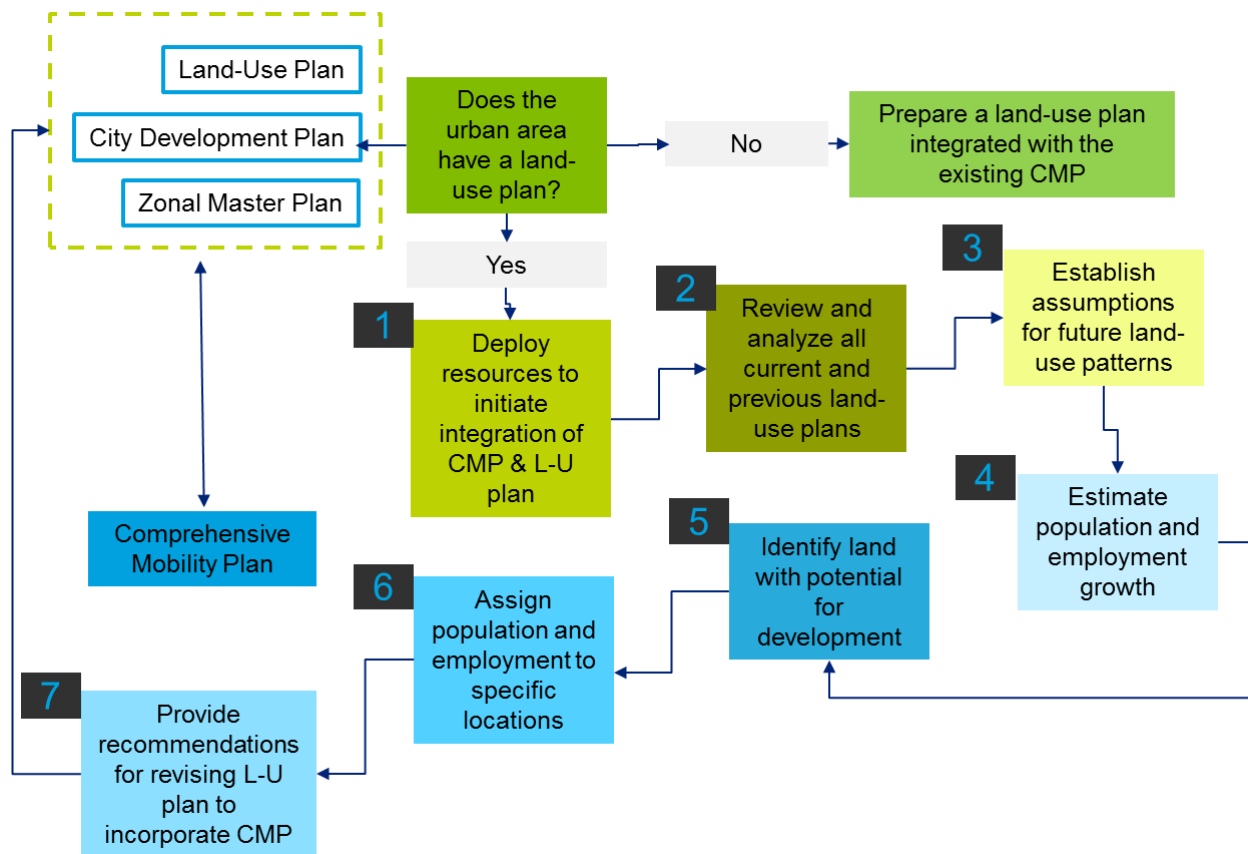 Land-Use Plan
City Development Plan
Zonal Master Plan
Does the
urban area
have a land-
use plan?
No
Prepare a land-use plan
integrated with the
existing CMP
Yes
1
Deploy
resources to
initiate
integration of
CMP & L-U
plan
2
Review and
analyze all
current and
previous land-
use plans
3
Establish
assumptions
for future land-
use patterns
4
Estimate
population and
employment
growth
5
Identify land
with potential
for
development
6
Assign
population and
employment to
specific
locations
7
Provide
recommendations
for revising L-U
plan to
incorporate CMP
Comprehensive
Mobility Plan